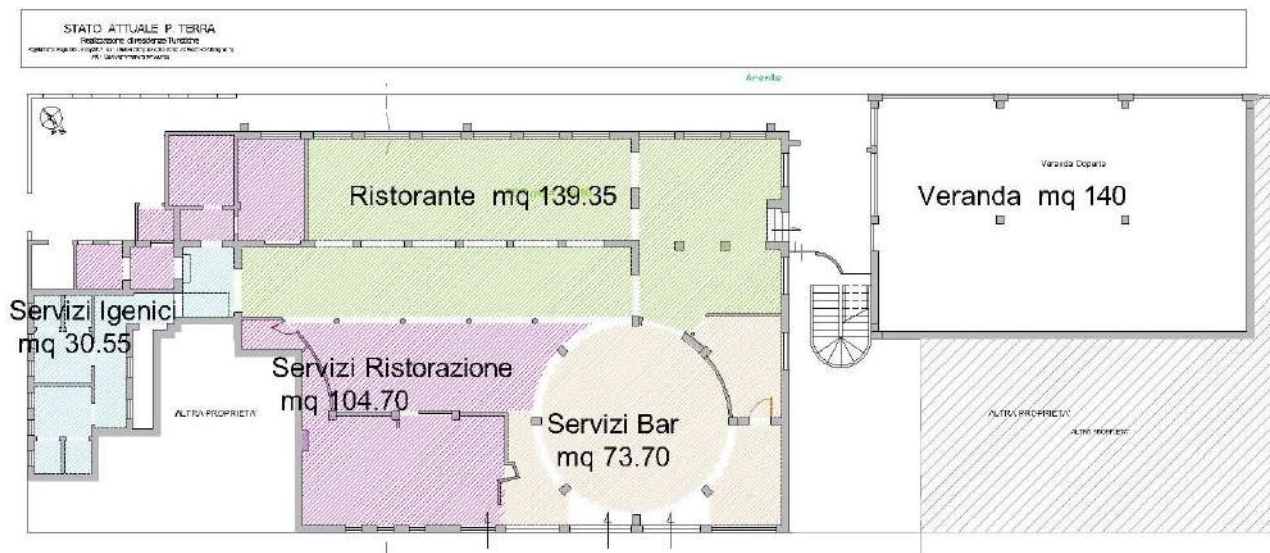 STATO ATTUALE P. TERRA
Realizzazione di residenze Turistiche
Arenile
Veranda Coperta
Ristorante mq 139.35
Veranda mq 140
Servizi Igenici
mq 30.55
Servizi Ristorazione
mq 104.70
ALTRA PROPRIETA'
Servizi Bar
mq 73.70
ALTRA PROPRIETA'
ALTRA PROPRIETA'